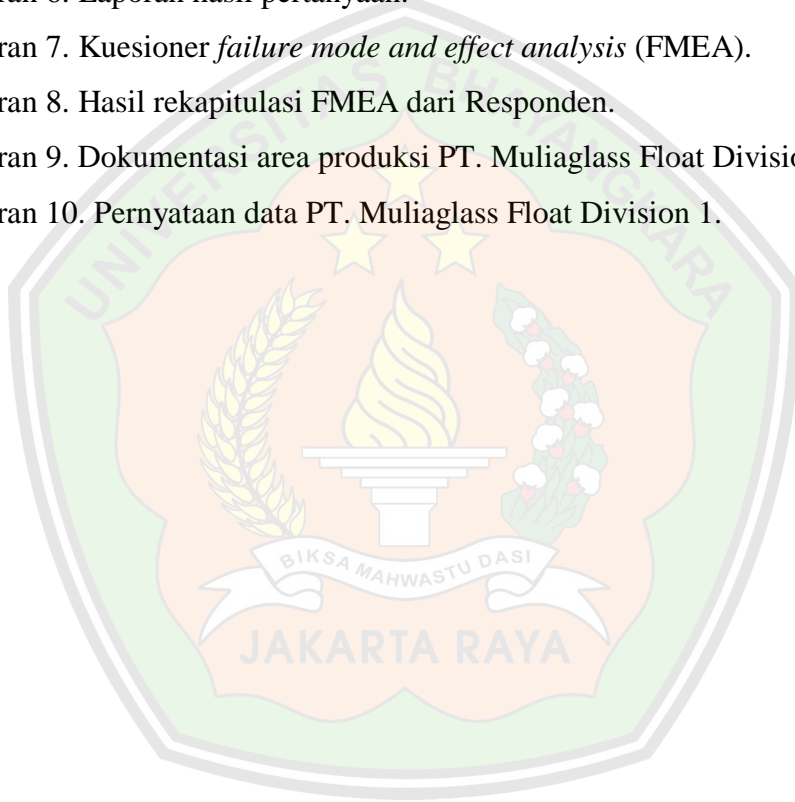 ran 6. Laporan hasil pertanyaan.
ran 7. Kuesioner failure mode and effect analysis (FMEA).
ran 8. Hasil rekapitulasi FMEA dari Responden.
ran 9. Dokumentasi area produksi PT. Muliaglass Float Divisio
ran 10. Pernyataan data PT. Muliaglass Float Division 1.
UNIVERSITAS BHAYANGKARA
BIKSA MAHWASTU DASI
JAKARTA RAYA